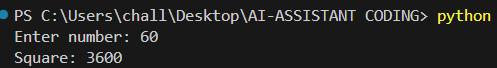 PS C:\Users\chall\Desktop\AI-ASSISTANT CODING> python
Enter number: 60
Square: 3600